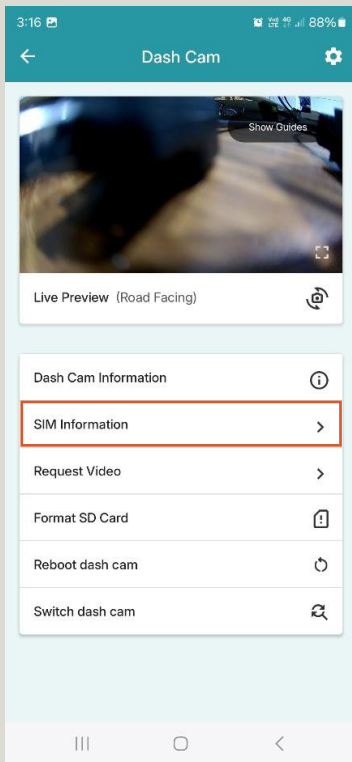 3:16 88%
Dash Cam
Show Guides
Live Preview (Road Facing)
Dash Cam Information
SIM Information
Request Video
Format SD Card
Reboot dash cam
Switch dash cam